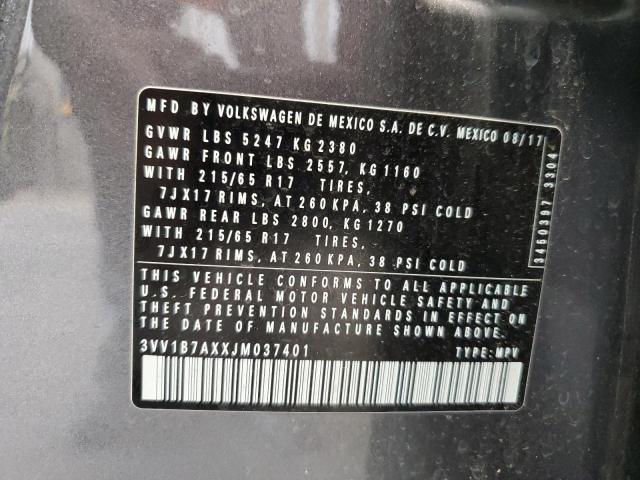 MFD BY VOLKSWAGEN DE MEXICO S.A. DE C.V. MEXICO 08/17
GVWR LBS 5247 KG 2380
GAWR FRONT LBS 2557, KG 1160
WITH 215/65 R17 TIRES,
7JX17 RIMS, AT 260 KPA, 38 PSI COLD
GAWR REAR LBS 2800, KG 1270
WITH 215/65 R17 TIRES,
7JX17 RIMS, AT 260 KPA, 38 PSI COLD
THIS VEHICLE CONFORMS TO ALL APPLICABLE
U.S. FEDERAL MOTOR VEHICLE SAFETY AND
THEFT PREVENTION STANDARDS IN EFFECT ON
THE DATE OF MANUFACTURE SHOWN ABOVE.
3VV1B7AXXJM037401 TYPE: MPV
3450397 3304